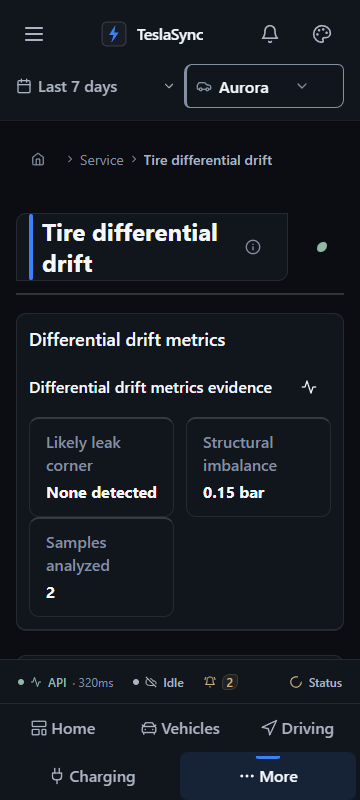 TeslaSync
Last 7 days
Aurora
Service
Tire differential drift
Tire differential
drift
Differential drift metrics
Differential drift metrics evidence
Likely leak
corner
None detected
Structural
imbalance
0.15 bar
Samples
analyzed
2
API · 320ms
Idle
2
Status
Home
Vehicles
Driving
Charging
More